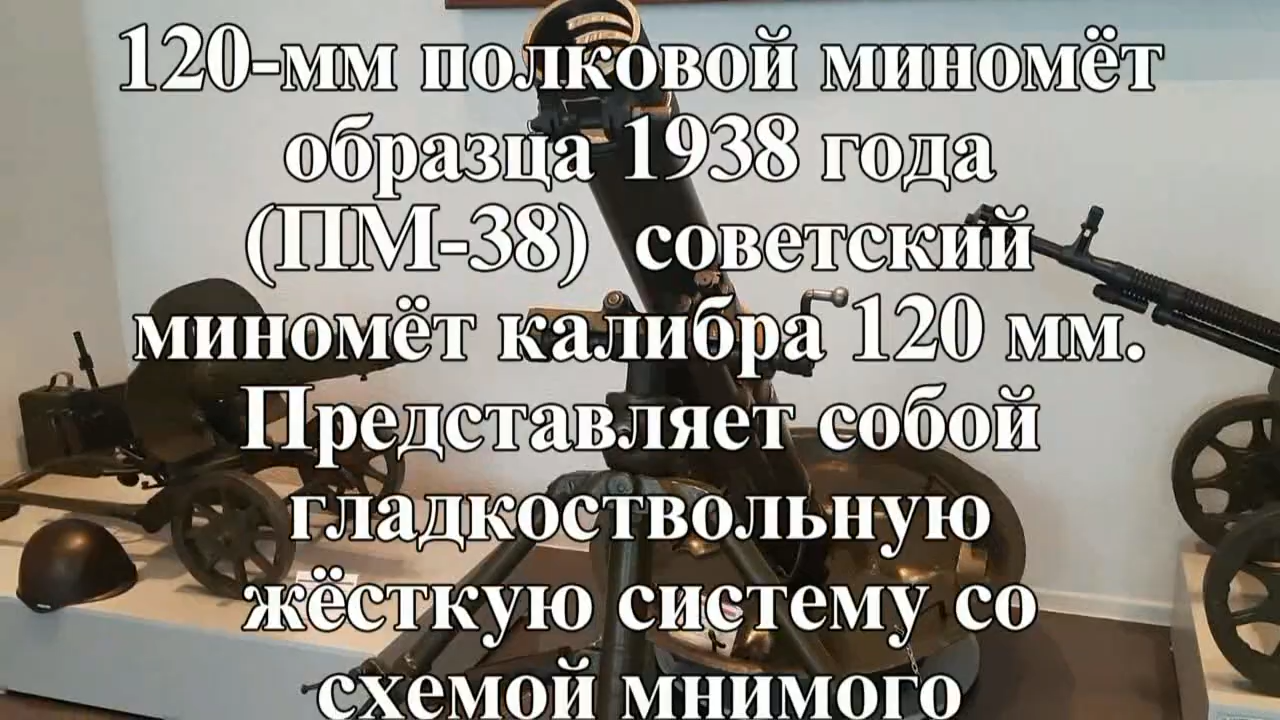 120-мм полковой миномёт
образца 1938 года
(ПМ-38) советский
миномёт калибра 120 мм.
Представляет собой
гладкоствольную
жёсткую систему со
схемой мнимого